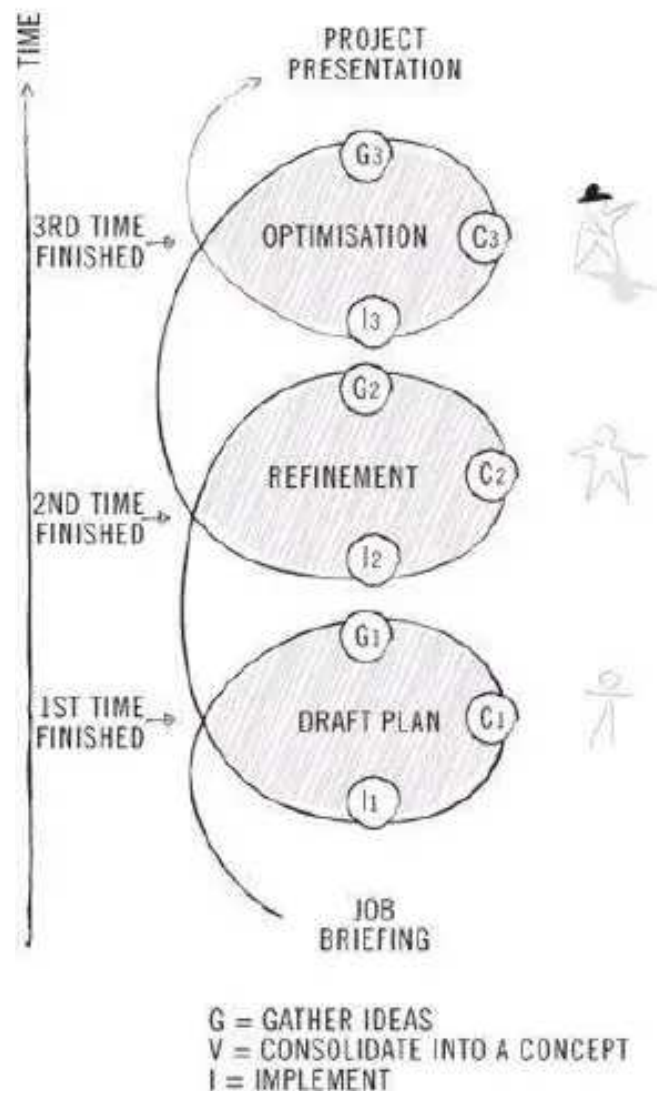 TIME
PROJECT
PRESENTATION
G3
3RD TIME
FINISHED
OPTIMISATION
C3
I3
G2
REFINEMENT
C2
2ND TIME
FINISHED
I2
G1
1ST TIME
FINISHED
DRAFT PLAN
C1
I1
JOB
BRIEFING
G = GATHER IDEAS
V = CONSOLIDATE INTO A CONCEPT
I = IMPLEMENT